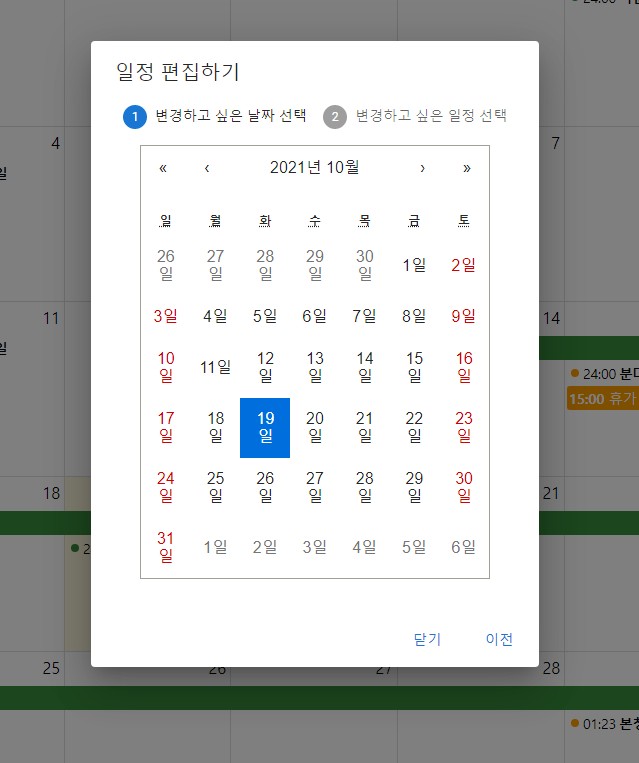 24:00
일정 편집하기
1 변경하고 싶은 날짜 선택 2 변경하고 싶은 일정 선택
« ‹ 2021년 10월 › »
일 월 화 수 목 금 토
26일 27일 28일 29일 30일 1일 2일
3일 4일 5일 6일 7일 8일 9일
10일 11일 12일 13일 14일 15일 16일
17일 18일 19일 20일 21일 22일 23일
24일 25일 26일 27일 28일 29일 30일
31일 1일 2일 3일 4일 5일 6일
닫기 이전
4 7
일
11 14
일
24:00 분
15:00 휴가
18 21
2
25 26 27 28
01:23 본청